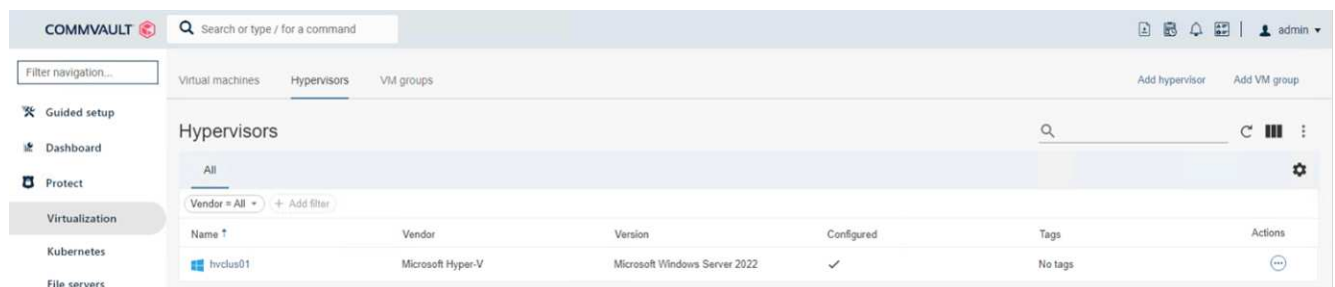 COMMVAULT Search or type / for a command admin
Filter navigation...
Virtual machines Hypervisors VM groups Add hypervisor Add VM group
Guided setup
Hypervisors
Dashboard
All
Protect
Vendor = All + Add filter
Virtualization
Name ↑ Vendor Version Configured Tags Actions
Kubernetes
hvclus01 Microsoft Hyper-V Microsoft Windows Server 2022 No tags
File servers